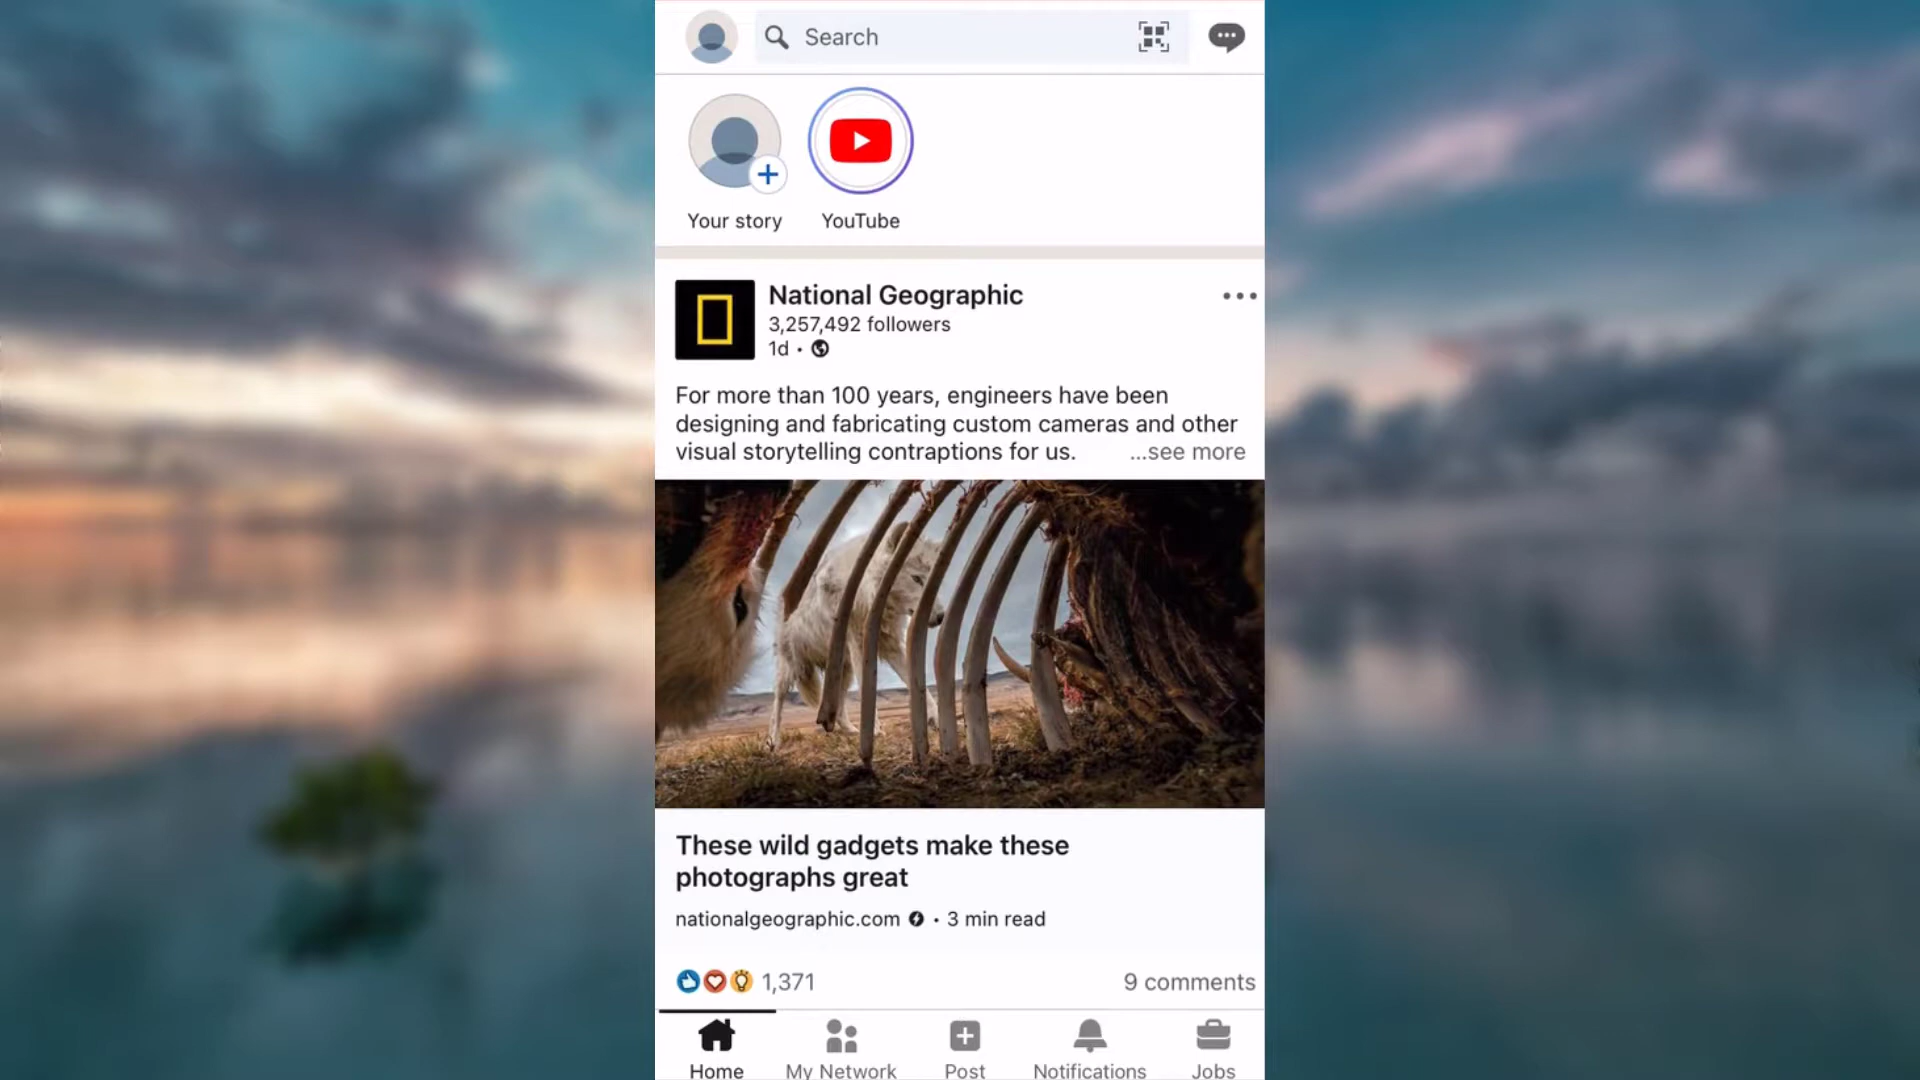 Search
Your story
YouTube
National Geographic
3,257,492 followers
1d •
For more than 100 years, engineers have been
designing and fabricating custom cameras and other
visual storytelling contraptions for us. ...see more
These wild gadgets make these
photographs great
nationalgeographic.com • 3 min read
1,371
9 comments
Home
My Network
Post
Notifications
Jobs